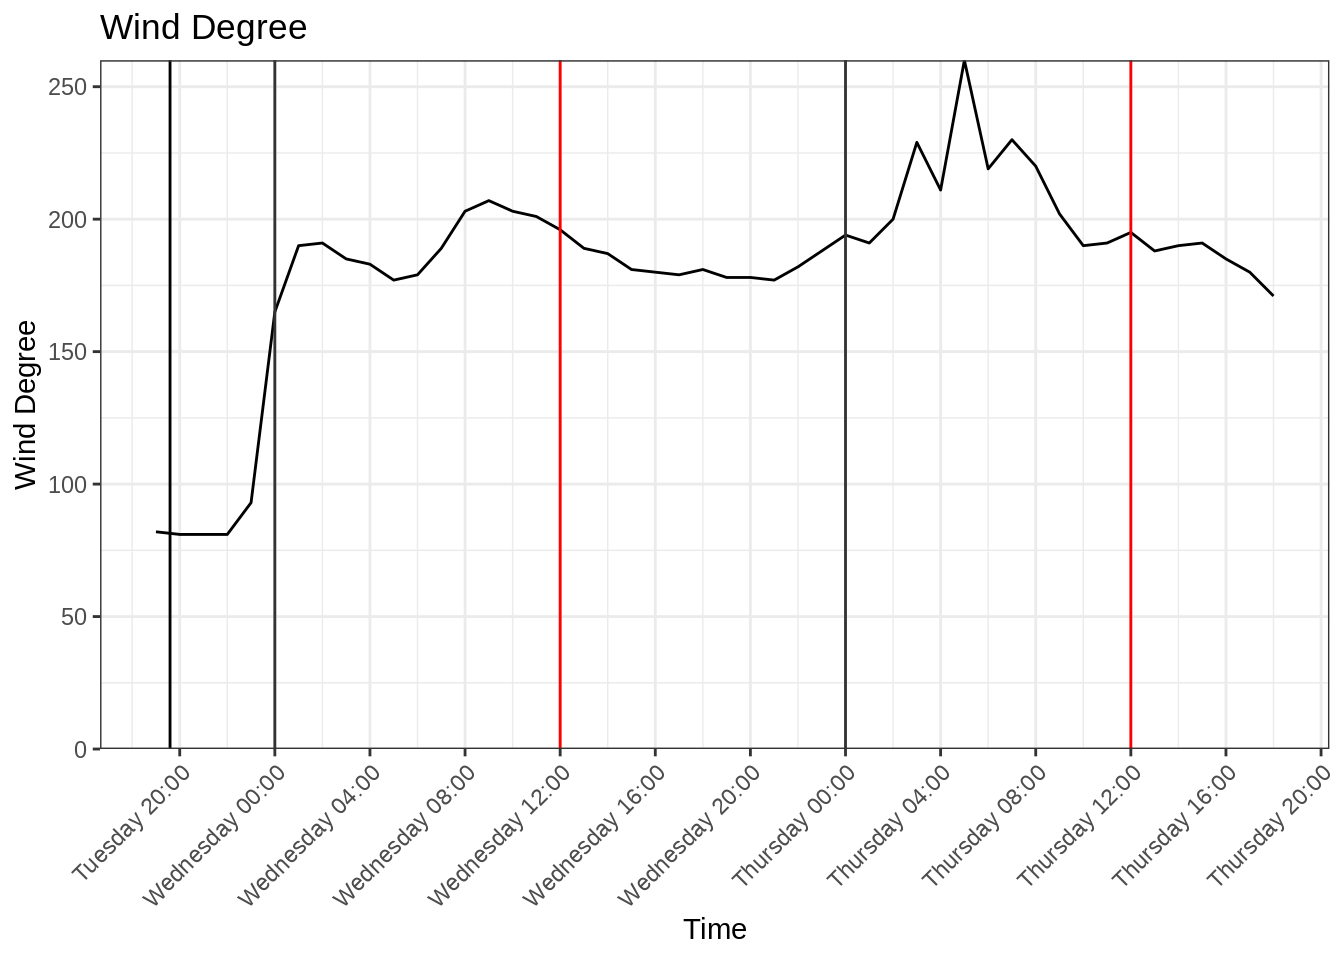 Wind Degree
Wind Degree
250
200
150
100
50
0
Tuesday 20:00
Wednesday 00:00
Wednesday 04:00
Wednesday 08:00
Wednesday 12:00
Wednesday 16:00
Wednesday 20:00
Thursday 00:00
Thursday 04:00
Thursday 08:00
Thursday 12:00
Thursday 16:00
Thursday 20:00
Time